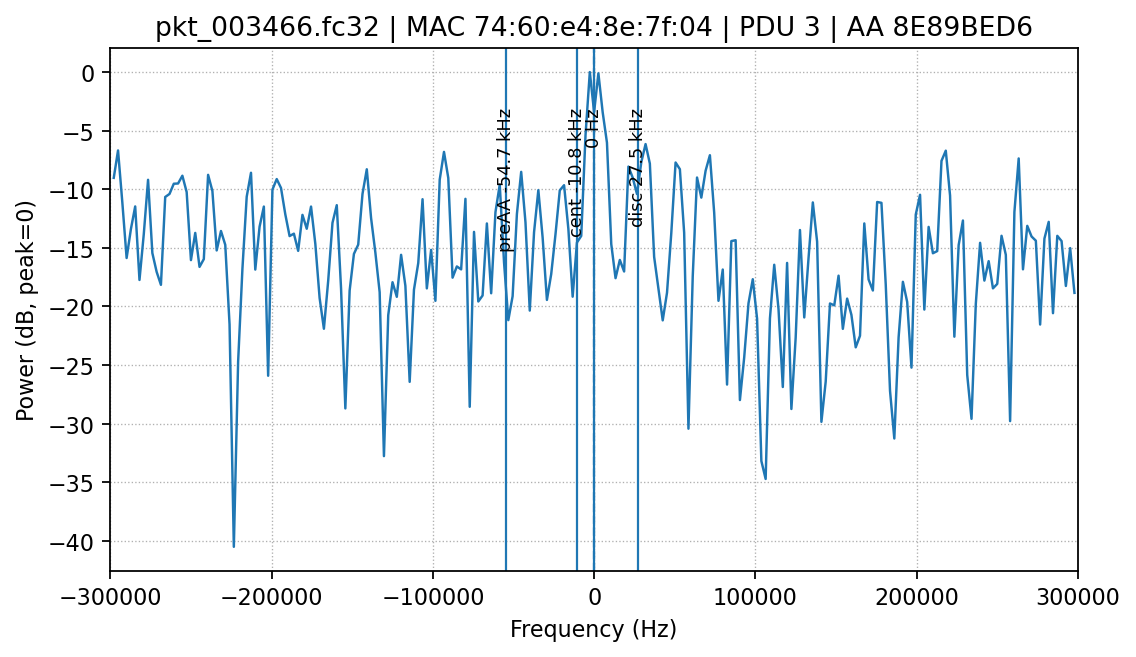 pkt_003466.fc32 | MAC 74:60:e4:8e:7f:04 | PDU 3 | AA 8E89BED6
Power (dB, peak=0)
0
−5
−10
−15
−20
−25
−30
−35
−40
preAA -54.7 kHz
cent -10.8 kHz
0 Hz
disc 27.5 kHz
−300000
−200000
−100000
0
100000
200000
300000
Frequency (Hz)